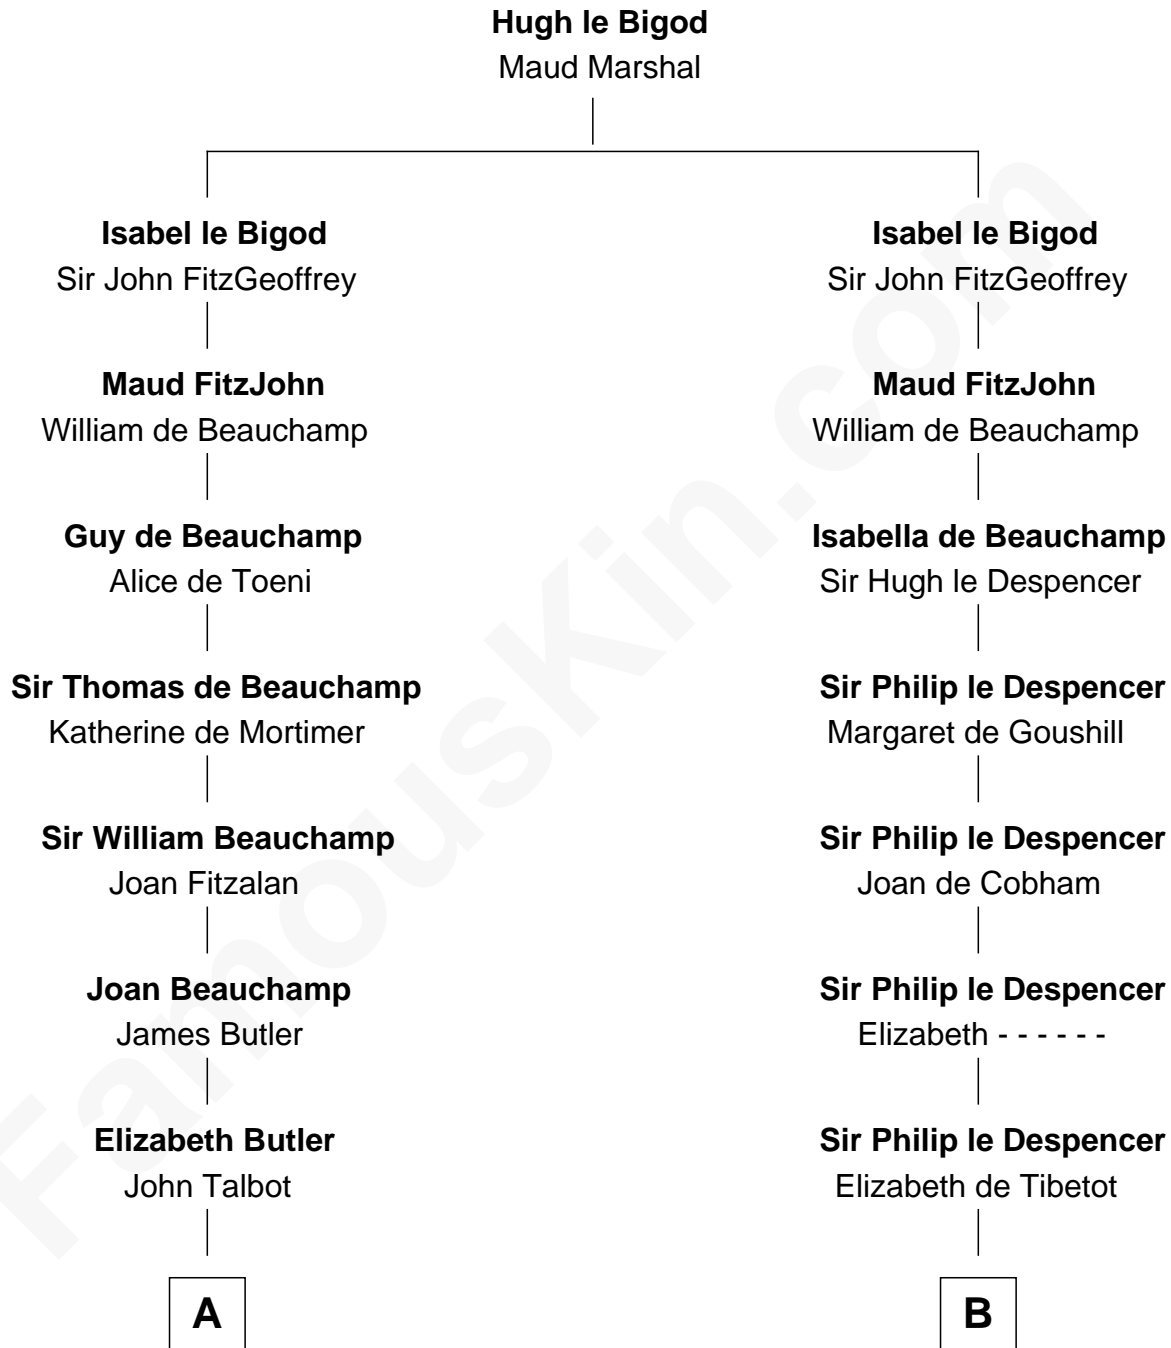 Hugh le Bigod
Maud Marshal
Isabel le Bigod
Sir John FitzGeoffrey
Maud FitzJohn
William de Beauchamp
Guy de Beauchamp
Alice de Toeni
Sir Thomas de Beauchamp
Katherine de Mortimer
Sir William Beauchamp
Joan Fitzalan
Joan Beauchamp
James Butler
Elizabeth Butler
John Talbot
A
Isabel le Bigod
Sir John FitzGeoffrey
Maud FitzJohn
William de Beauchamp
Isabella de Beauchamp
Sir Hugh le Despencer
Sir Philip le Despencer
Margaret de Goushill
Sir Philip le Despencer
Joan de Cobham
Sir Philip le Despencer
Elizabeth - - - - - -
Sir Philip le Despencer
Elizabeth de Tibetot
B
FamousKin.com